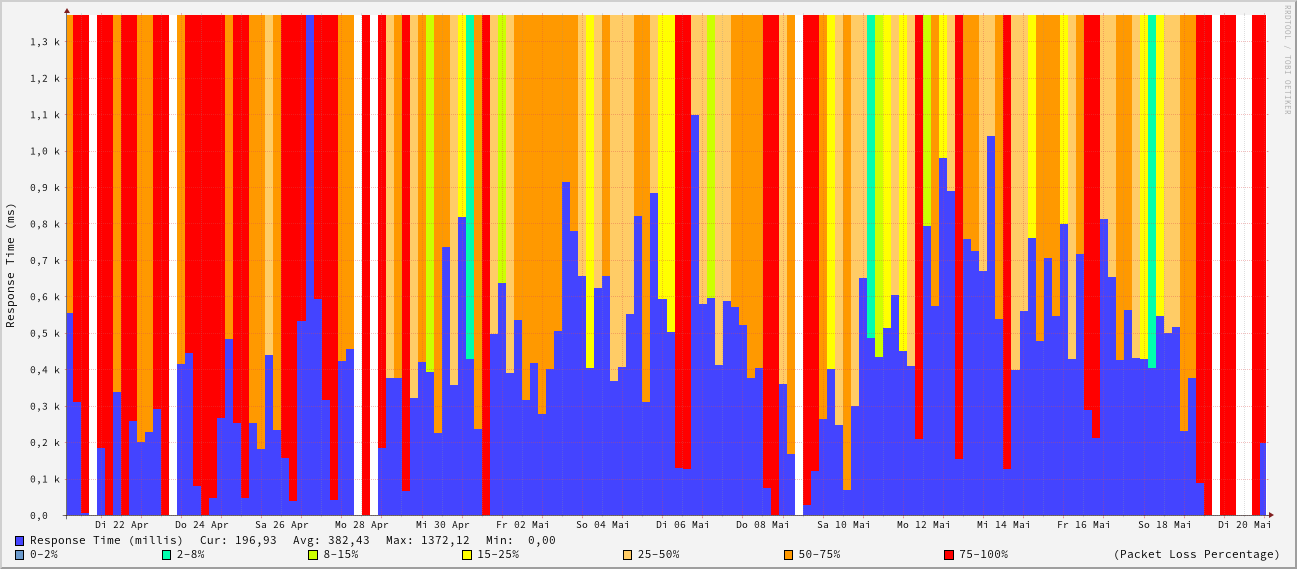 RRDTOOL / TOBI OETIKER
Response Time (ms)
1,3 k
1,2 k
1,1 k
1,0 k
0,9 k
0,8 k
0,7 k
0,6 k
0,5 k
0,4 k
0,3 k
0,2 k
0,1 k
0,0
Di 22 Apr Do 24 Apr Sa 26 Apr Mo 28 Apr Mi 30 Apr Fr 02 Mai So 04 Mai Di 06 Mai Do 08 Mai Sa 10 Mai Mo 12 Mai Mi 14 Mai Fr 16 Mai So 18 Mai Di 20 Mai
Response Time (millis) Cur: 196,93 Avg: 382,43 Max: 1372,12 Min: 0,00
0-2% 2-8% 8-15% 15-25% 25-50% 50-75% 75-100% (Packet Loss Percentage)